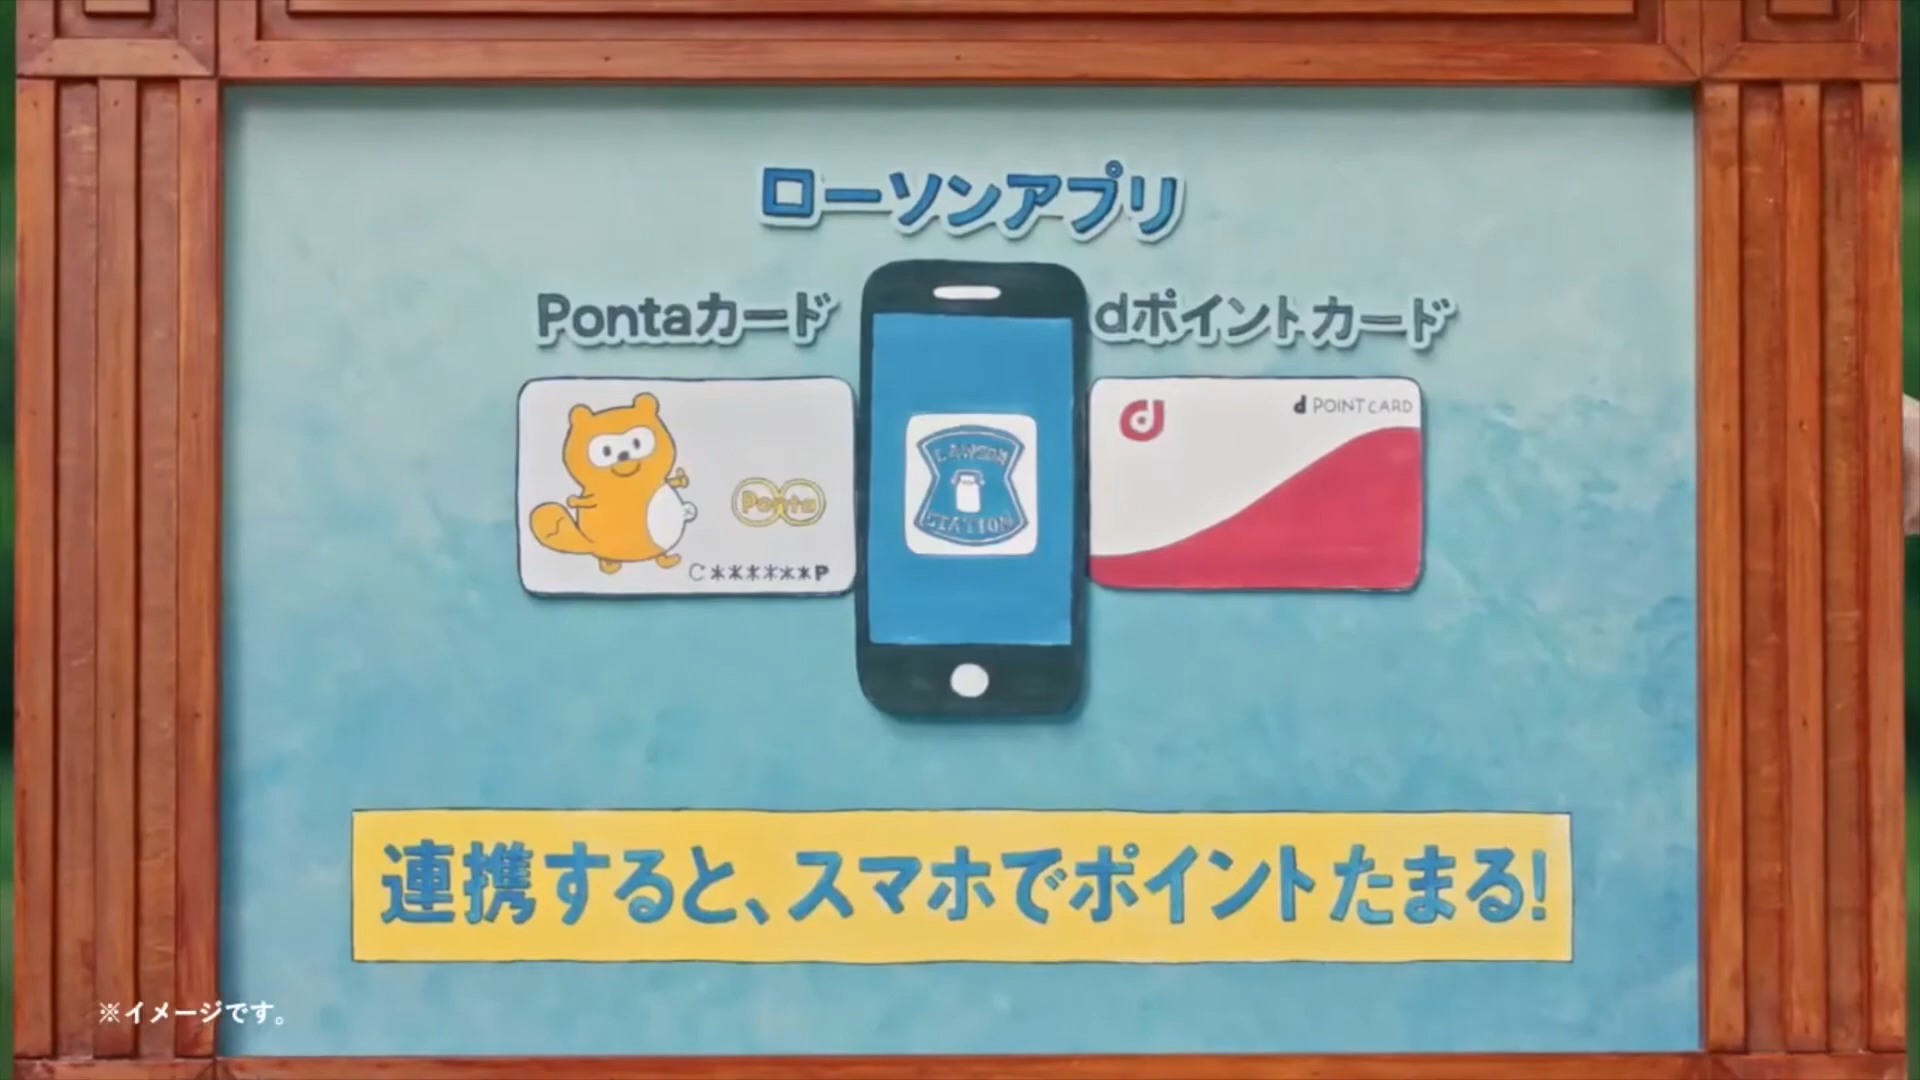 ローソンアプリ
Pontaカード
dポイントカード
Ponta
C******P
LAWSON
STATION
d POINT CARD
連携すると、スマホでポイントたまる!
※イメージです。